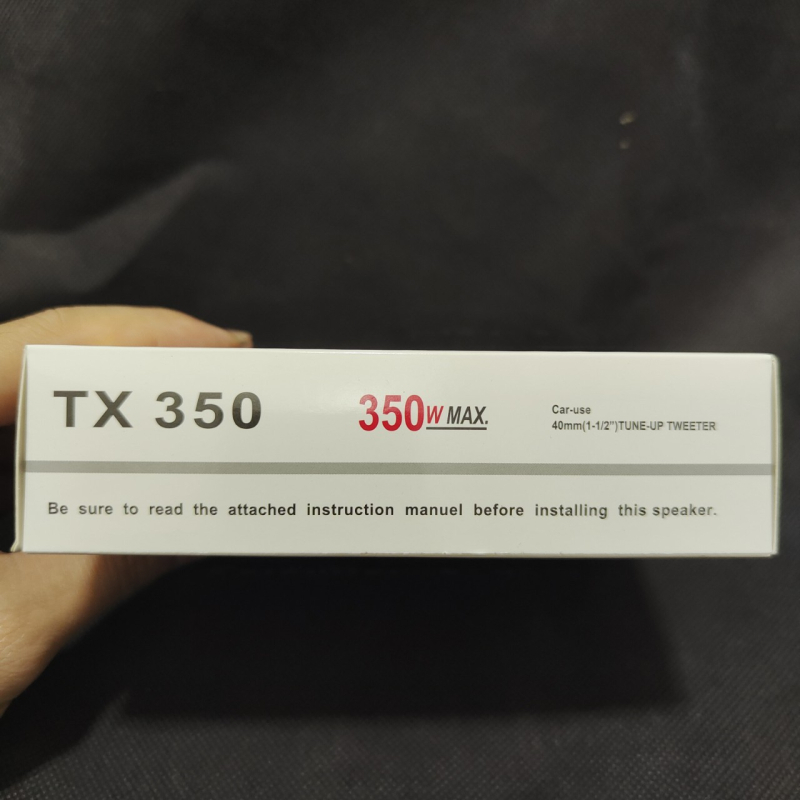 TX 350
350W MAX.
Car-use
40mm(1-1/2")TUNE-UP TWEETER
Be sure to read the attached instruction manuel before installing this speaker.